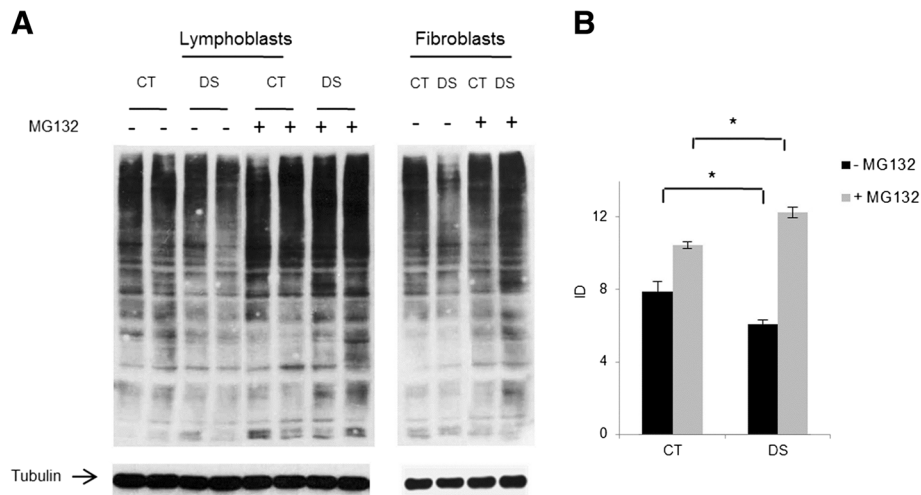 A
Lymphoblasts
Fibroblasts
CT DS CT DS
CT DS CT DS
MG132 - - - - + + + + - - + +
Tubulin
B
* 
*
- MG132
+ MG132
12
8
4
0
ID
CT DS